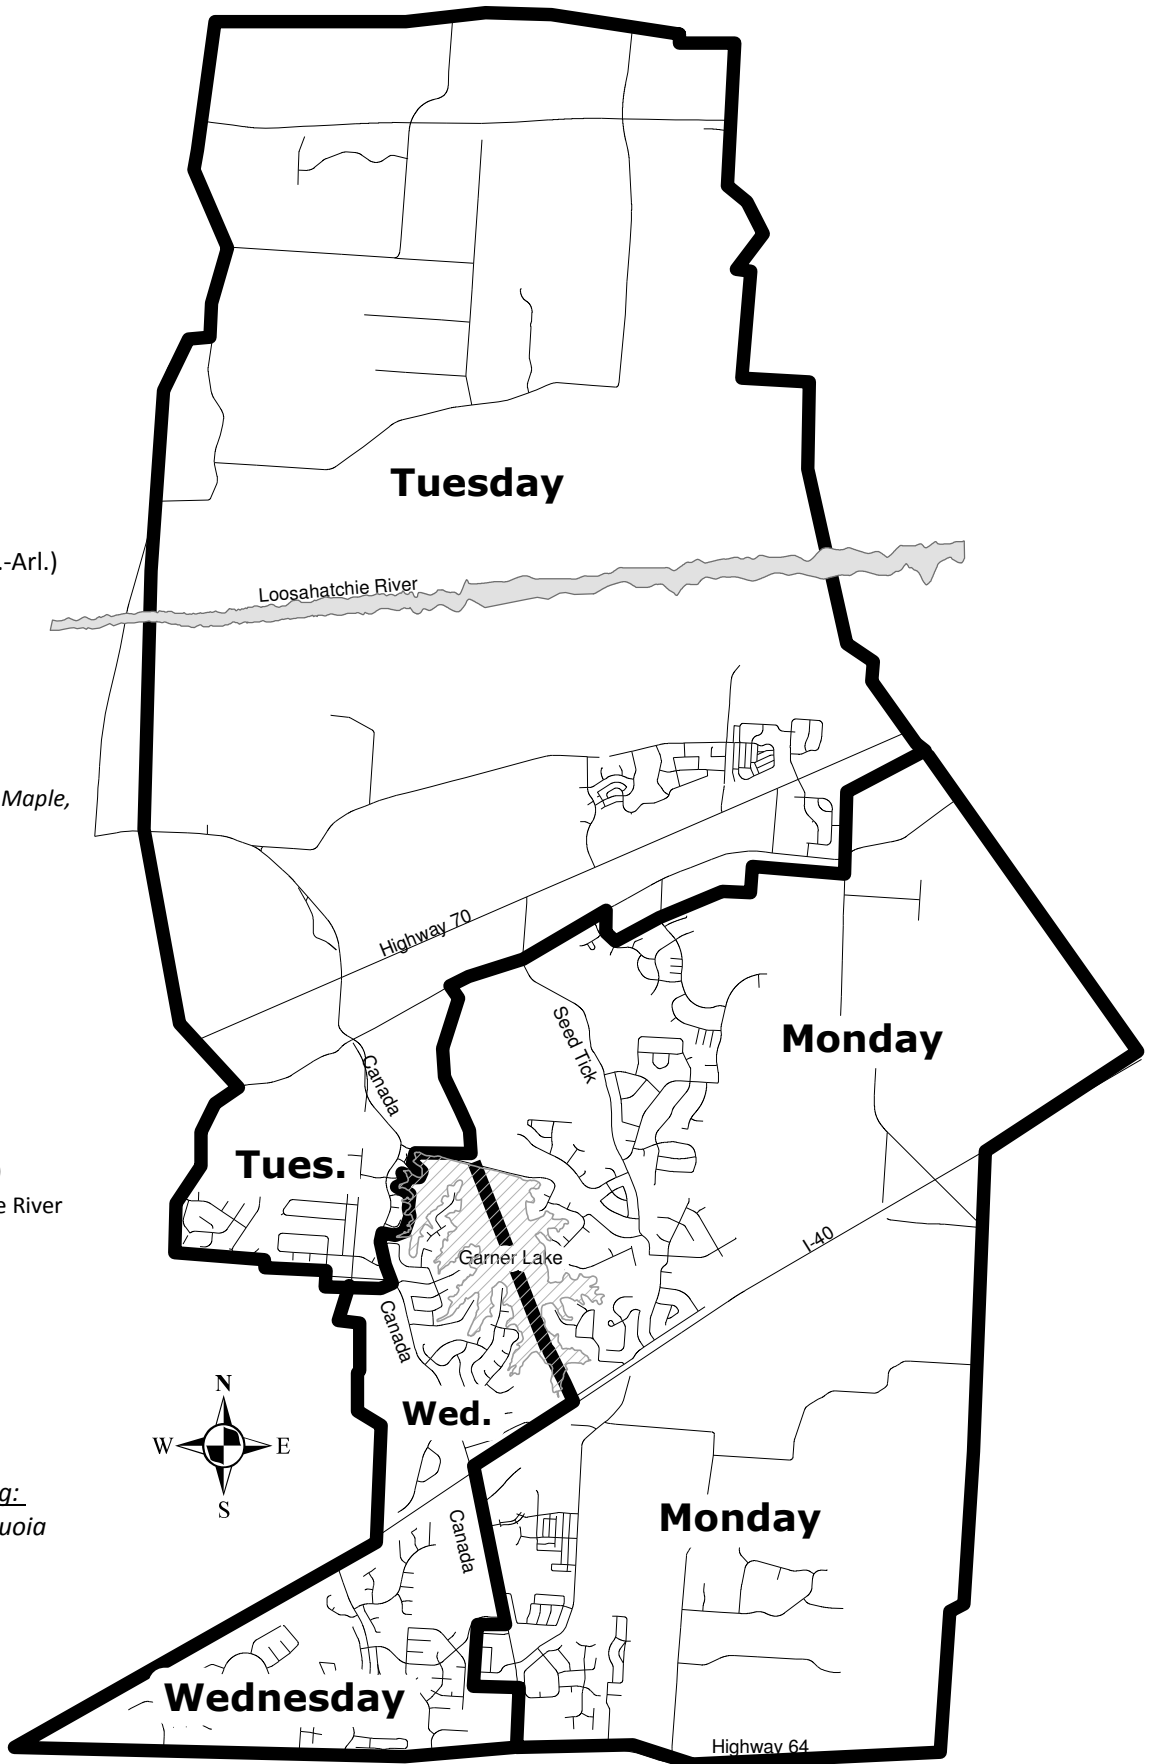 Tuesday
.-Arl.)
Loosahatchie River
Maple,
Highway 70
Seed Tick
Monday
Canada
Tues.
)
e River
I-40
Garner Lake
Canada
Wed.
N
W E
S
g:
uoia
Monday
Canada
Wednesday
Highway 64